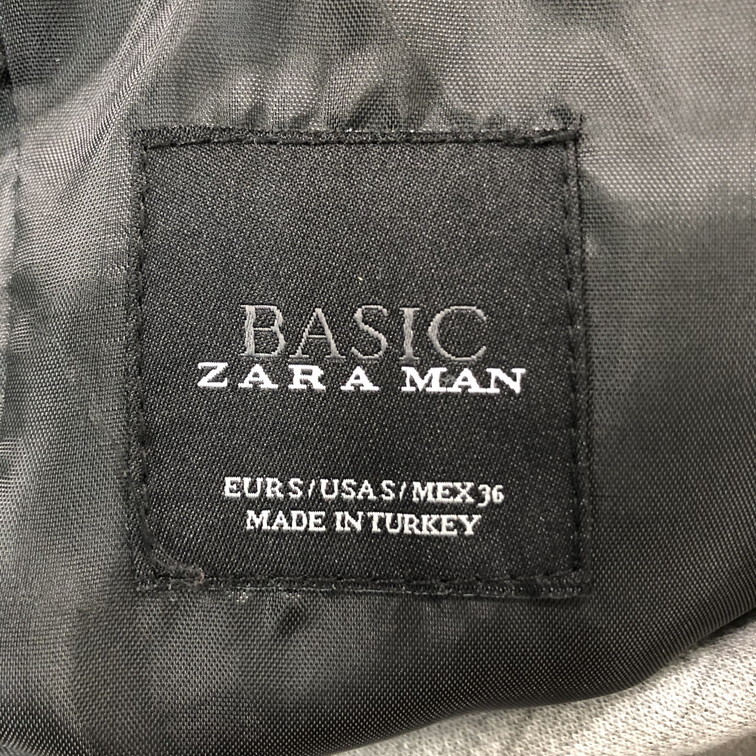 BASIC
ZARA MAN
EUR S/USA S/MEX 36
MADE IN TURKEY